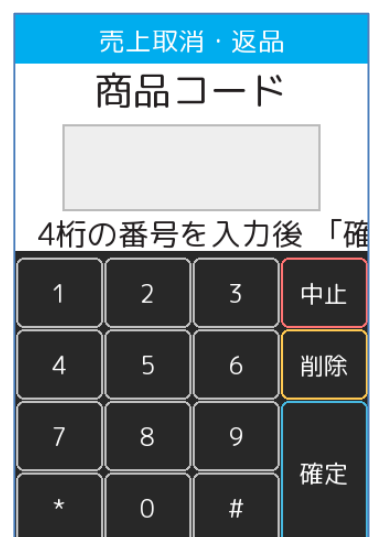 売上取消・返品
商品コード
4桁の番号を入力後 「確
1 2 3 中止
4 5 6 削除
7 8 9
確定
* 0 #